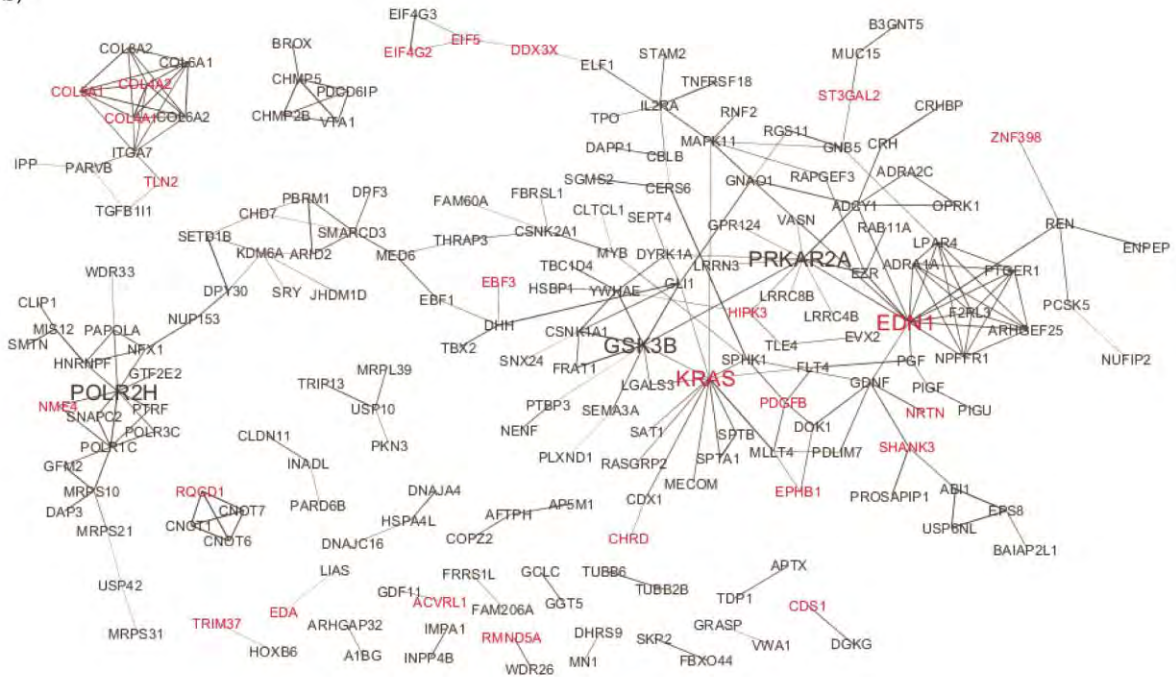 EIF4G3
B3GNT5
COL6A2
BROX
EIF5
STAM2
MUC15
EIF4G2
DDX3X
COL6A1
ELF1
CHMP5
TNFRSF18
COL4A2
PDCD6IP
ST3GAL2
IL2RA
CRHBP
TPO
RNF2
CHMP2B
VTA1
COL4A1
COL6A2
RGS11
MAPK11
GNB5
CRH
ZNF398
DAPP1
ITGA7
CBLB
IPP
PARVB
GNAO1
RAPGEF3
ADRA2C
TLN2
SGMS2
CERS6
PBRM1
DPF3
FAM60A
FBRSL1
TGFB1I1
ADCY1
OPRK1
CHD7
CLTCL1
SEPT4
VASN
REN
SETD1B
SMARCD3
CSNK2A1
GPR124
RAB11A
THRAP3
LPAR4
ENPEP
KDM6A
ARID2
MED6
MYB
DYRK1A
PRKAR2A
WDR33
TBC1D4
LRRN3
EZR
ADRA1A
PTGER1
EBF3
GLI1
DPY30
SRY
JHDM1D
HSBP1
YWHAE
LRRC8B
PCSK5
CLIP1
EBF1
HIPK3
F2RL3
NUP153
LRRC4B
EDN1
MIS12
PAPOLA
DHH
CSNK1A1
ARHGEF25
SMTN
NFX1
EVX2
TBX2
GSK3B
TLE4
NPFFR1
NUFIP2
HNRNPF
SNX24
FRAT1
SPHK1
FLT4
PGF
GTF2E2
MRPL39
KRAS
POLR2H
TRIP13
LGALS3
GDNF
PIGF
NME4
PTRF
PDGFB
NRTN
SNAPC2
USP10
PTBP3
SEMA3A
PIGU
POLR3C
DOK1
CLDN11
NENF
SAT1
SPTB
SHANK3
POLR1C
PKN3
MLLT4
PDLIM7
GFM2
INADL
PLXND1
SPTA1
RASGRP2
MRPS10
RQCD1
DNAJA4
MECOM
EPHB1
ABI1
PARD6B
PROSAPIP1
DAP3
CNOT7
AP5M1
CDX1
EPS8
CNOT1
HSPA4L
AFTPH
USP6NL
MRPS21
CNOT6
CHRD
BAIAP2L1
DNAJC16
COPZ2
LIAS
FRRS1L
GCLC
TUBB6
APTX
USP42
GDF11
ACVRL1
TUBB2B
EDA
FAM206A
GGT5
TDP1
CDS1
TRIM37
ARHGAP32
IMPA1
GRASP
MRPS31
RMND5A
DHRS9
SKP2
VWA1
HOXB6
A1BG
INPP4B
MN1
FBXO44
DGKG
WDR26